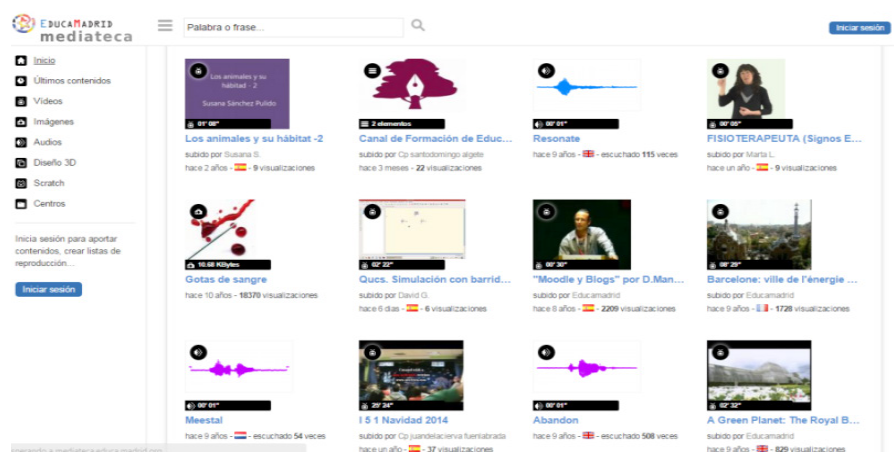 EDUCAMADRID
mediateca
Palabra o frase...
Iniciar sesión
Inicio
Últimos contenidos
Vídeos
Imágenes
Audios
Diseño 3D
Scratch
Centros
Inicia sesión para aportar
contenidos, crear listas de
reproducción...
Iniciar sesión
Los animales y su
hábitad - 2
Susana Sánchez Pulido
01' 08"
Los animales y su hábitat -2
subido por Susana S.
hace 2 años - 9 visualizaciones
2 elementos
Canal de Formación de Educ...
subido por Cp santodomingo algete
hace 3 meses - 22 visualizaciones
00' 01"
Resonate
hace 9 años - escuchado 115 veces
00' 05"
FISIOTERAPEUTA (Signos E...
subido por Marta L.
hace un año - 9 visualizaciones
10.68 KBytes
Gotas de sangre
hace 10 años - 18370 visualizaciones
02' 22"
Qucs. Simulación con barrid...
subido por David G.
hace 6 días - 6 visualizaciones
00' 30"
"Moodle y Blogs" por D.Man...
subido por Educamadrid
hace 8 años - 2209 visualizaciones
08' 29"
Barcelone: ville de l'énergie ...
subido por Educamadrid
hace 9 años - 1728 visualizaciones
00' 01"
Meestal
hace 9 años - escuchado 54 veces
25' 24"
I 5 1 Navidad 2014
subido por Cp juandelacierva fuenlabrada
hace un año - 37 visualizaciones
00' 01"
Abandon
hace 9 años - escuchado 508 veces
02' 32"
A Green Planet: The Royal B...
subido por Educamadrid
hace 9 años - 829 visualizaciones